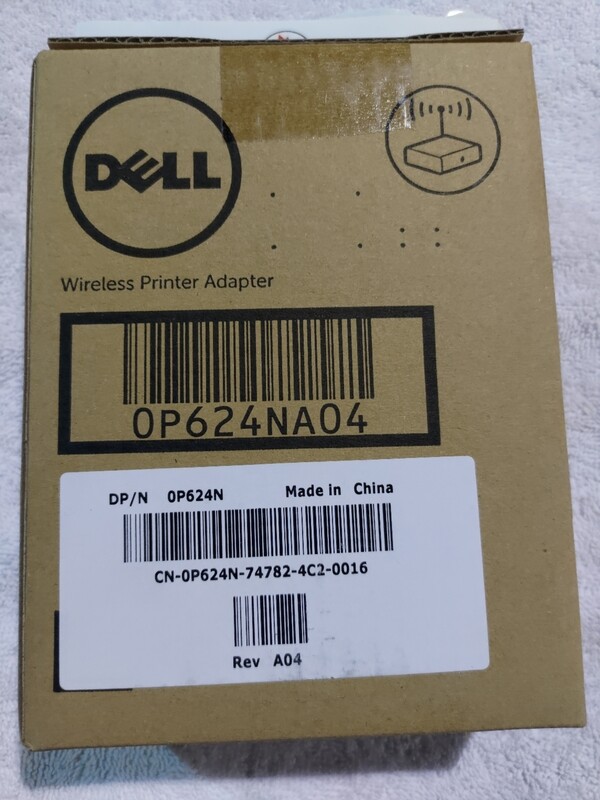 DELL
Wireless Printer Adapter
0P624NA04
DP/N 0P624N Made in China
CN-0P624N-74782-4C2-0016
Rev A04